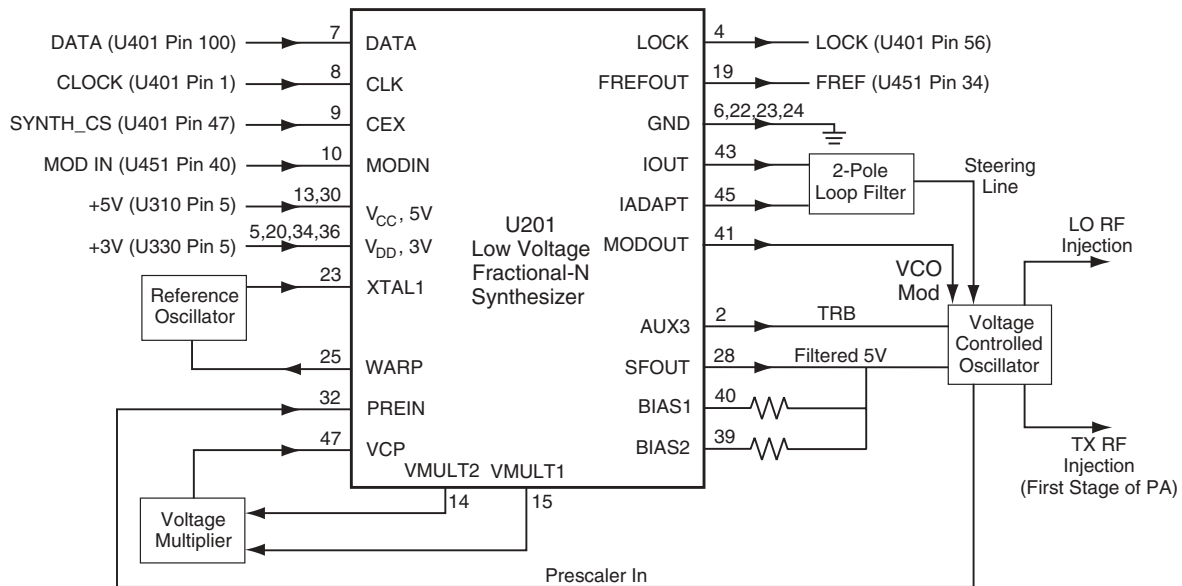 DATA (U401 Pin 100)
7
DATA
CLOCK (U401 Pin 1)
8
CLK
SYNTH_CS (U401 Pin 47)
9
CEX
MOD IN (U451 Pin 40)
10
MODIN
+5V (U310 Pin 5)
13,30
VCC, 5V
+3V (U330 Pin 5)
5,20,34,36
VDD, 3V
Reference
Oscillator
23
XTAL1
25
WARP
32
PREIN
47
VCP
Voltage
Multiplier
VMULT2
14
VMULT1
15
U201
Low Voltage
Fractional-N
Synthesizer
LOCK
4
LOCK (U401 Pin 56)
FREFOUT
19
FREF (U451 Pin 34)
GND
6,22,23,24
IOUT
43
IADAPT
45
2-Pole
Loop Filter
Steering
Line
MODOUT
41
VCO
Mod
AUX3
2
TRB
SFOUT
28
Filtered 5V
BIAS1
40
BIAS2
39
Voltage
Controlled
Oscillator
LO RF
Injection
TX RF
Injection
(First Stage of PA)
Prescaler In